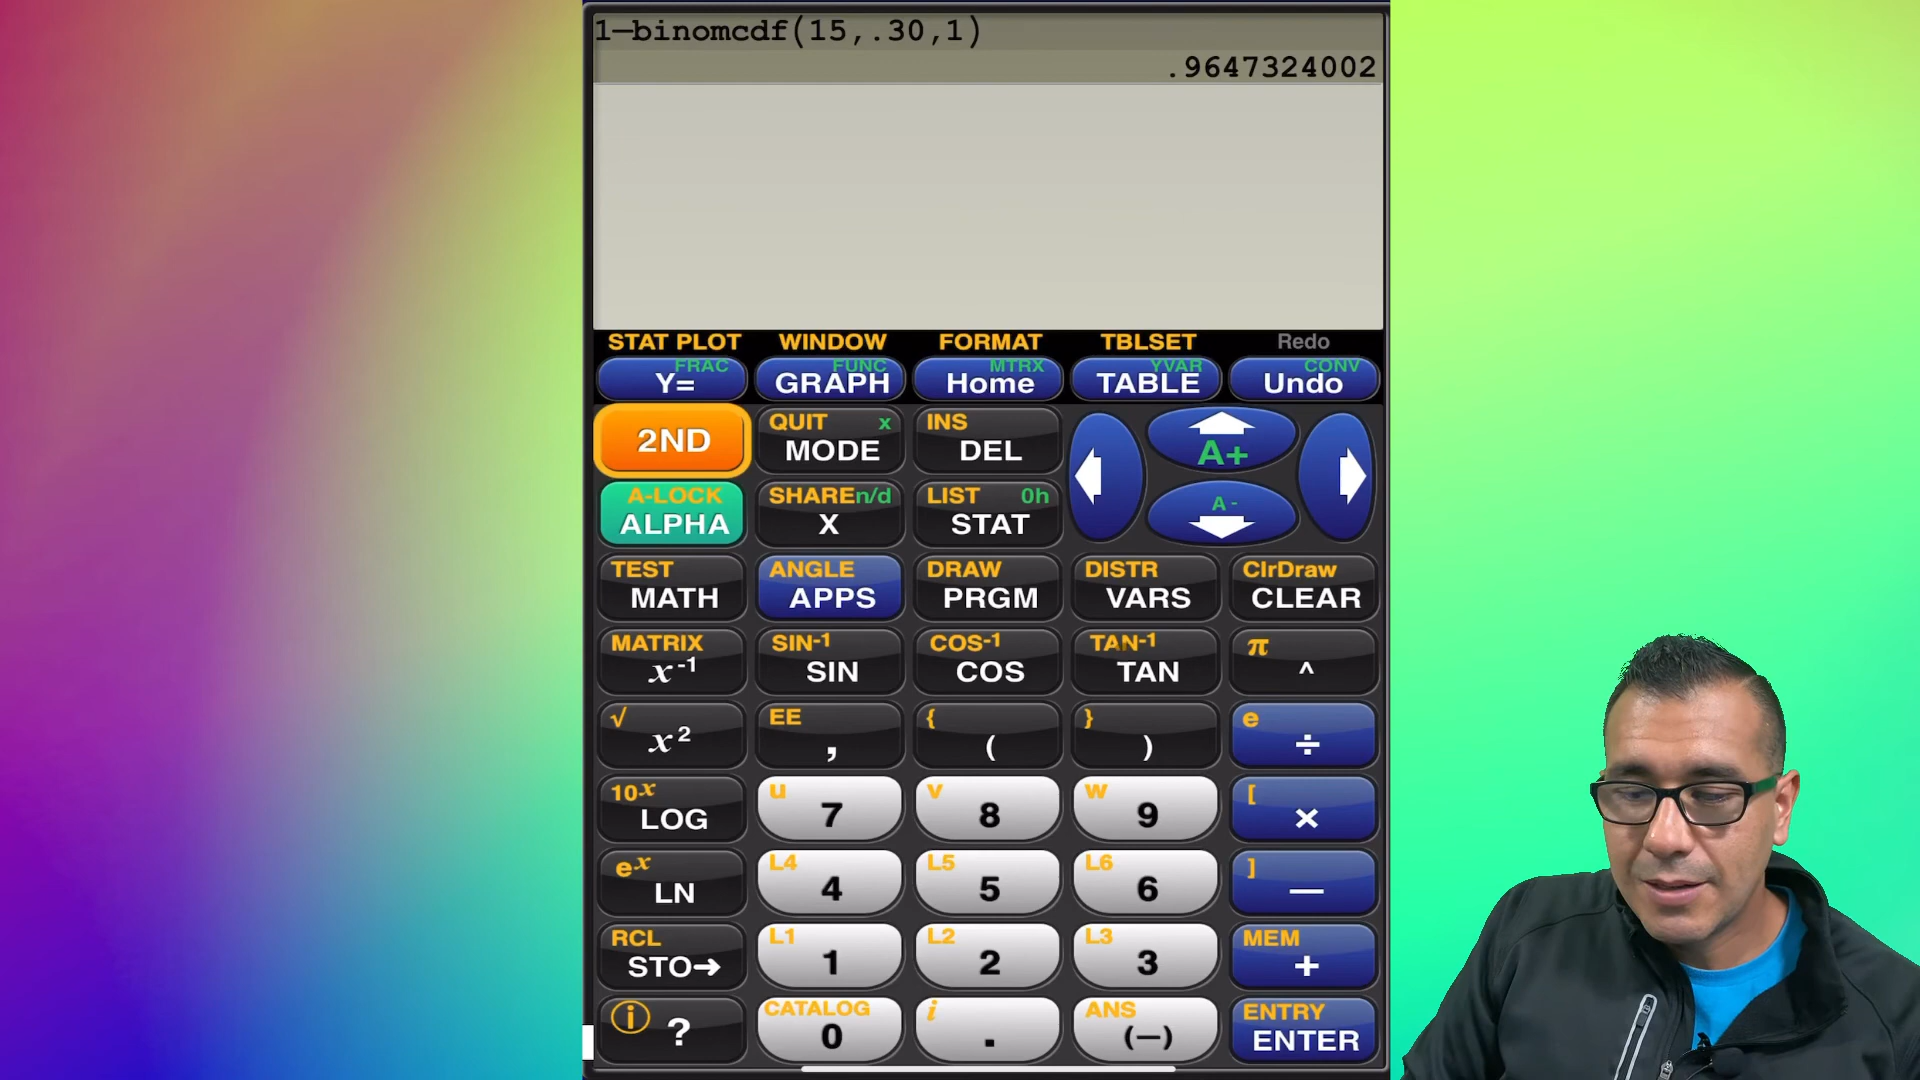 1−binomcdf(15,.30,1)
.9647324002
STAT PLOT WINDOW FORMAT TBLSET Redo
FRAC FUNC MTRX YVAR CONV
Y= GRAPH Home TABLE Undo
QUIT x INS
2ND MODE DEL A+
A-LOCK SHARE n/d LIST 0h A-
ALPHA X STAT
TEST ANGLE DRAW DISTR ClrDraw
MATH APPS PRGM VARS CLEAR
MATRIX SIN-1 COS-1 TAN-1 π
x-1 SIN COS TAN ^
√ EE { } e
x2 , ( ) ÷
10x u v w [
LOG 7 8 9 ×
ex L4 L5 L6 ]
LN 4 5 6 —
RCL L1 L2 L3 MEM
STO➔ 1 2 3 +
i CATALOG i ANS ENTRY
? 0 . (—) ENTER